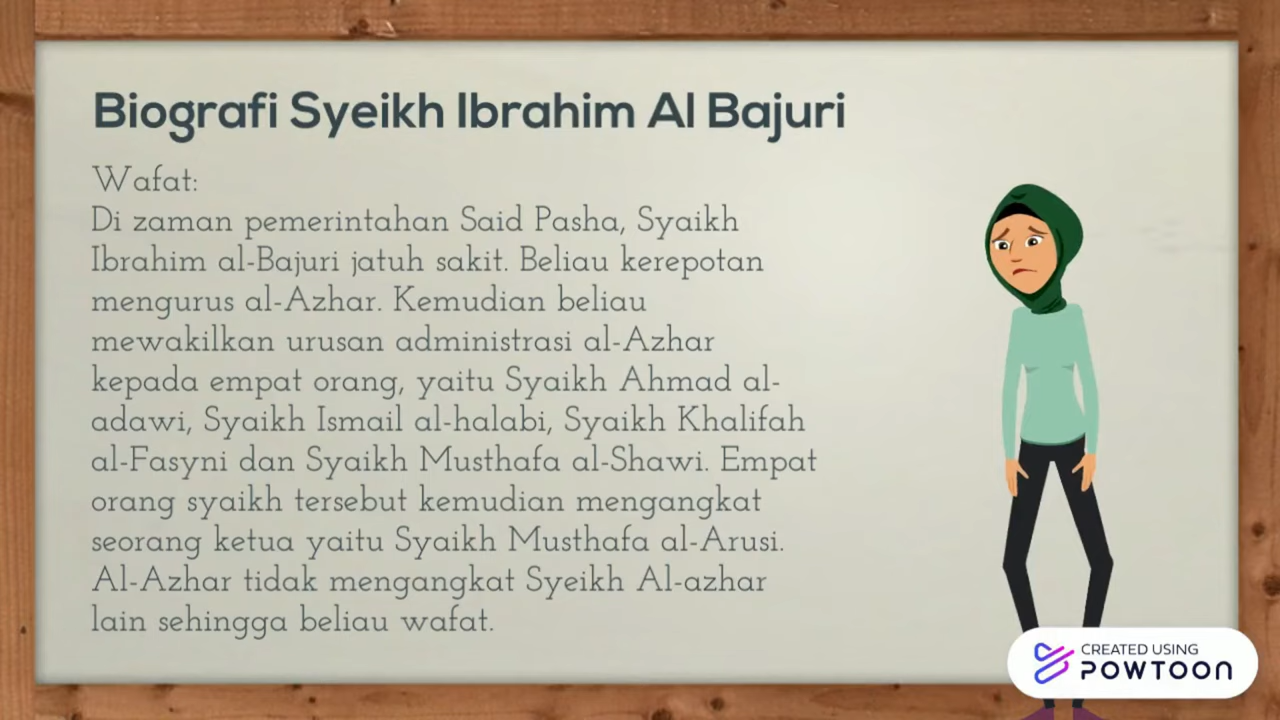 Biografi Syeikh Ibrahim Al Bajuri
Wafat:
Di zaman pemerintahan Said Pasha, Syaikh
Ibrahim al-Bajuri jatuh sakit. Beliau kerepotan
mengurus al-Azhar. Kemudian beliau
mewakilkan urusan administrasi al-Azhar
kepada empat orang, yaitu Syaikh Ahmad al-
adawi, Syaikh Ismail al-halabi, Syaikh Khalifah
al-Fasyni dan Syaikh Musthafa al-Shawi. Empat
orang syaikh tersebut kemudian mengangkat
seorang ketua yaitu Syaikh Musthafa al-Arusi.
Al-Azhar tidak mengangkat Syeikh Al-azhar
lain sehingga beliau wafat.
CREATED USING
POWTOON